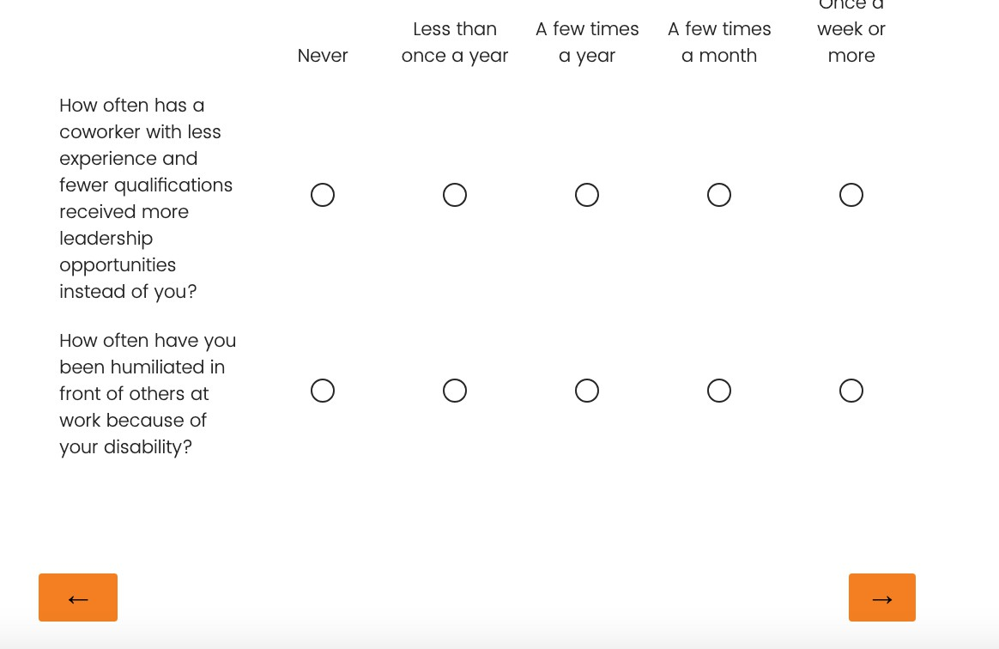 Once a
Less than A few times A few times week or
Never once a year a year a month more
How often has a
coworker with less
experience and
fewer qualifications
received more
leadership
opportunities
instead of you?
How often have you
been humiliated in
front of others at
work because of
your disability?
← →